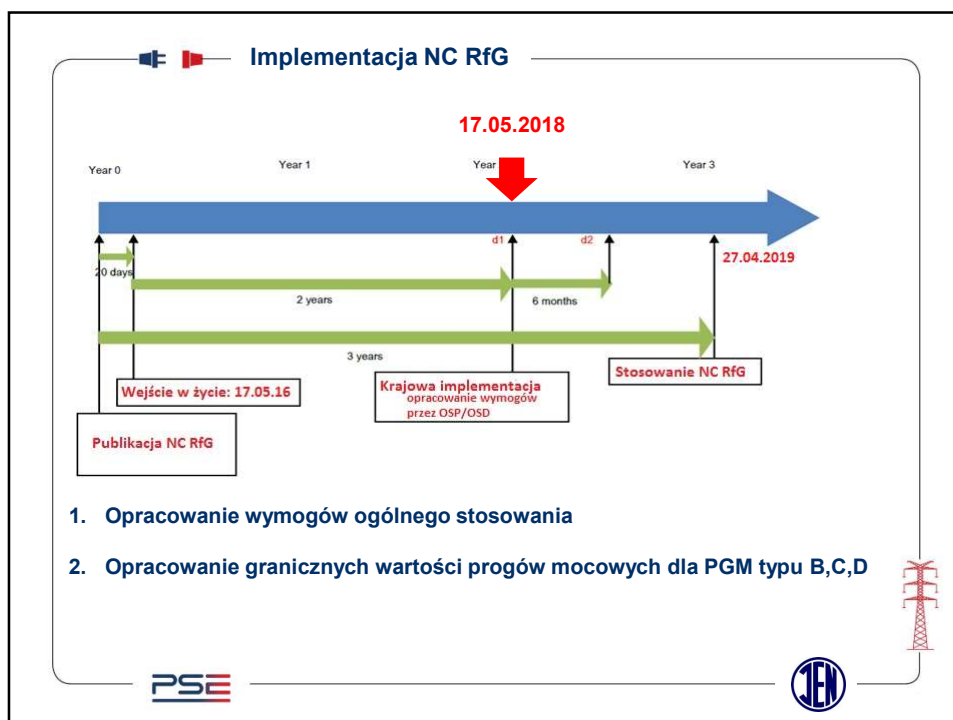 Implementacja NC RfG
17.05.2018
Year 0
Year 1
Year
Year 3
d1
d2
27.04.2019
20 days
2 years
6 months
3 years
Wejście w życie: 17.05.16
Krajowa implementacja
opracowanie wymogów
przez OSP/OSD
Stosowanie NC RfG
Publikacja NC RfG
1. Opracowanie wymogów ogólnego stosowania
2. Opracowanie granicznych wartości progów mocowych dla PGM typu B,C,D
PSE
IEN